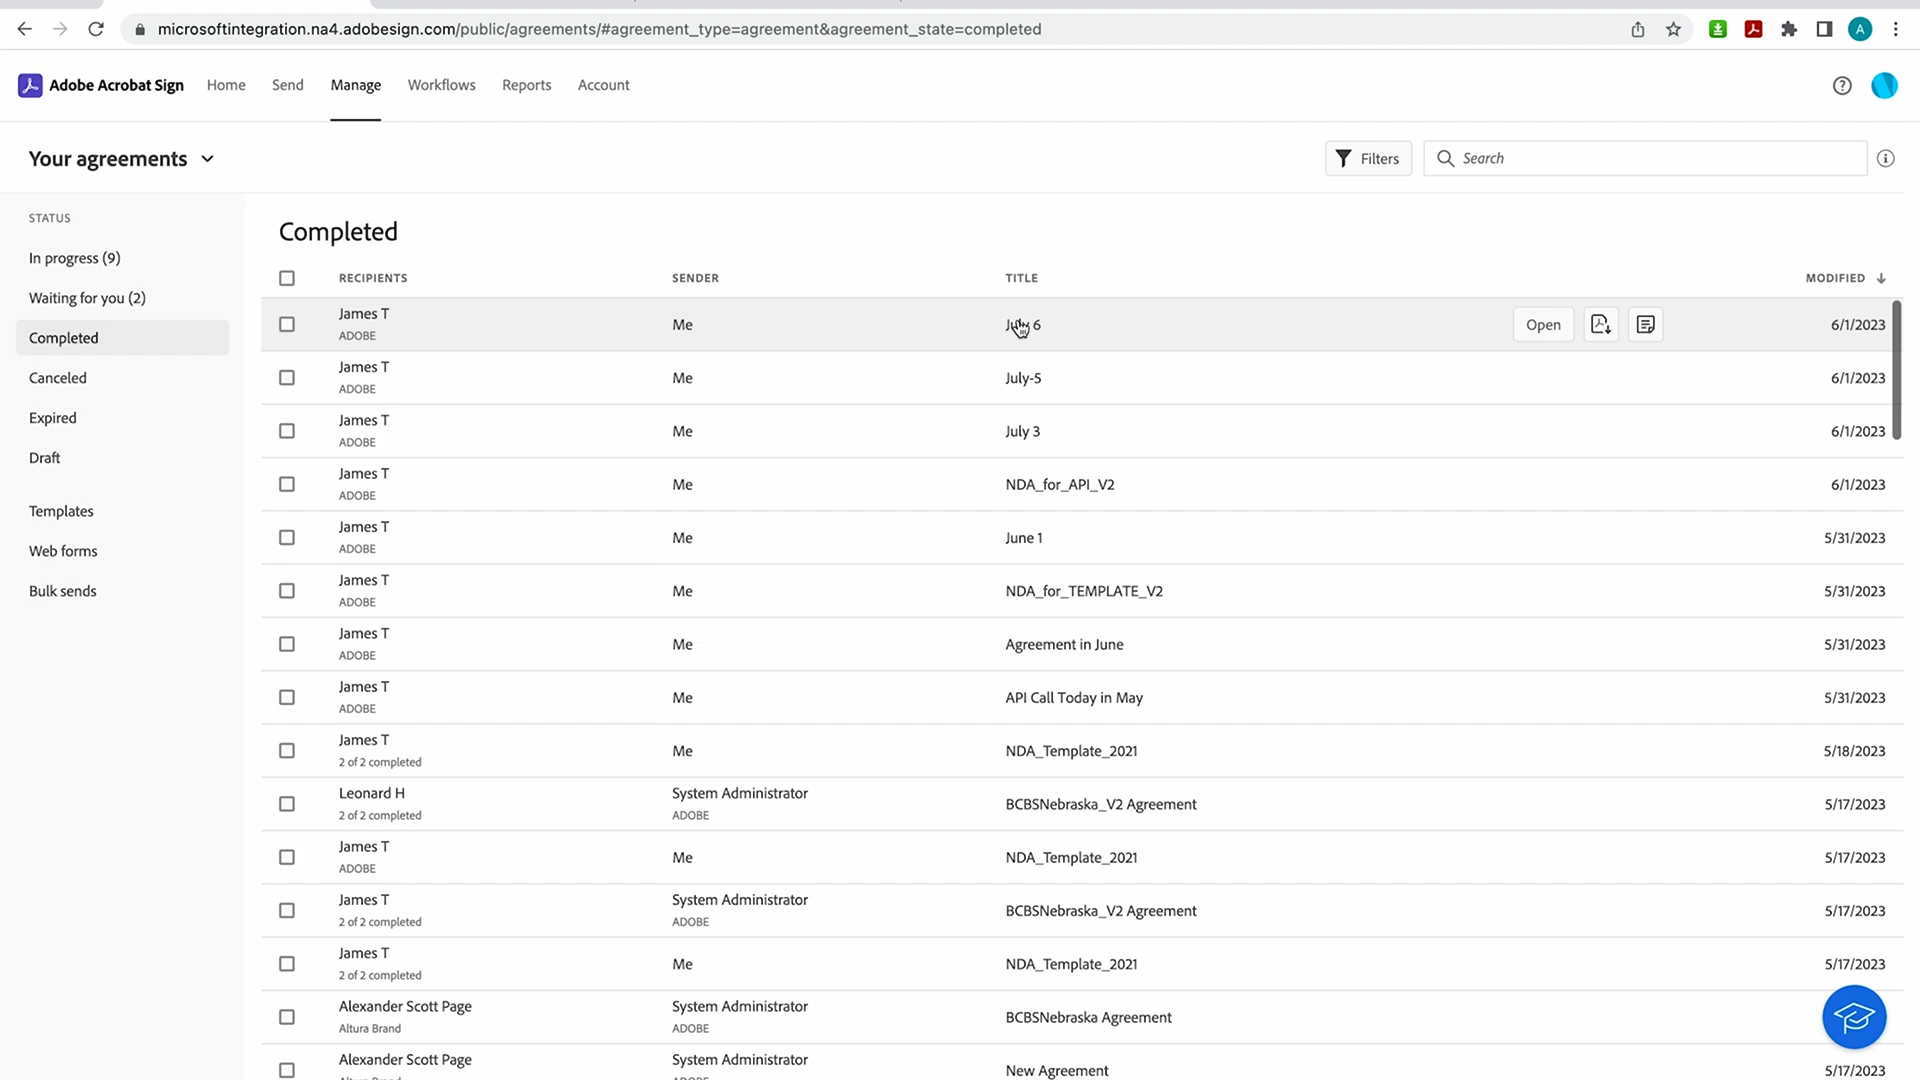 microsoftintegration.na4.adobesign.com/public/agreements/#agreement_type=agreement&agreement_state=completed
A
Adobe Acrobat Sign Home Send Manage Workflows Reports Account
Your agreements
Filters
Search
STATUS
In progress (9)
Waiting for you (2)
Completed
Canceled
Expired
Draft
Templates
Web forms
Bulk sends
Completed
RECIPIENTS SENDER TITLE MODIFIED
James T
ADOBE
Me
July 6
Open
6/1/2023
James T
ADOBE
Me
July-5
6/1/2023
James T
ADOBE
Me
July 3
6/1/2023
James T
ADOBE
Me
NDA_for_API_V2
6/1/2023
James T
ADOBE
Me
June 1
5/31/2023
James T
ADOBE
Me
NDA_for_TEMPLATE_V2
5/31/2023
James T
ADOBE
Me
Agreement in June
5/31/2023
James T
ADOBE
Me
API Call Today in May
5/31/2023
James T
2 of 2 completed
Me
NDA_Template_2021
5/18/2023
Leonard H
2 of 2 completed
System Administrator
ADOBE
BCBSNebraska_V2 Agreement
5/17/2023
James T
ADOBE
Me
NDA_Template_2021
5/17/2023
James T
2 of 2 completed
System Administrator
ADOBE
BCBSNebraska_V2 Agreement
5/17/2023
James T
2 of 2 completed
Me
NDA_Template_2021
5/17/2023
Alexander Scott Page
Altura Brand
System Administrator
ADOBE
BCBSNebraska Agreement
5/17/2023
Alexander Scott Page
System Administrator
New Agreement
5/17/2023